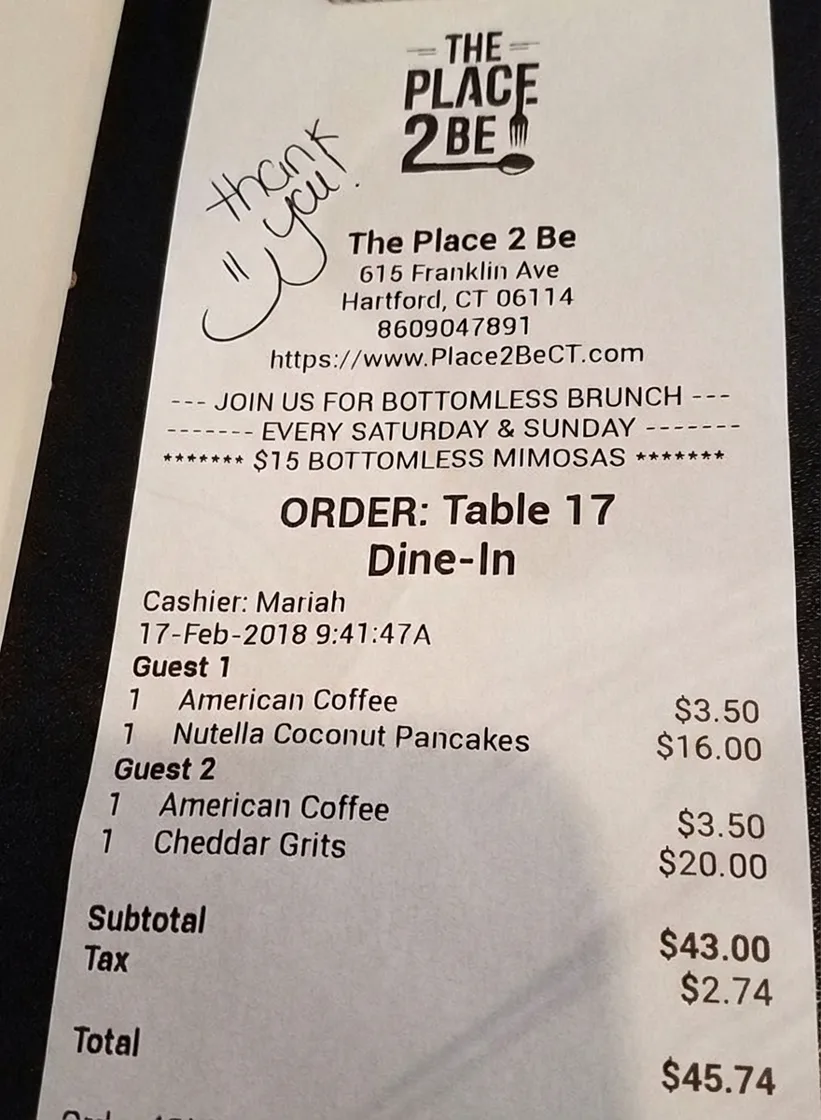 THE
PLACE
2 BE
thank
you!
The Place 2 Be
615 Franklin Ave
Hartford, CT 06114
8609047891
https://www.Place2BeCT.com
--- JOIN US FOR BOTTOMLESS BRUNCH ---
------- EVERY SATURDAY & SUNDAY -------
******* $15 BOTTOMLESS MIMOSAS *******
ORDER: Table 17
Dine-In
Cashier: Mariah
17-Feb-2018 9:41:47A
Guest 1
1 American Coffee $3.50
1 Nutella Coconut Pancakes $16.00
Guest 2
1 American Coffee $3.50
1 Cheddar Grits $20.00
Subtotal $43.00
Tax $2.74
Total $45.74